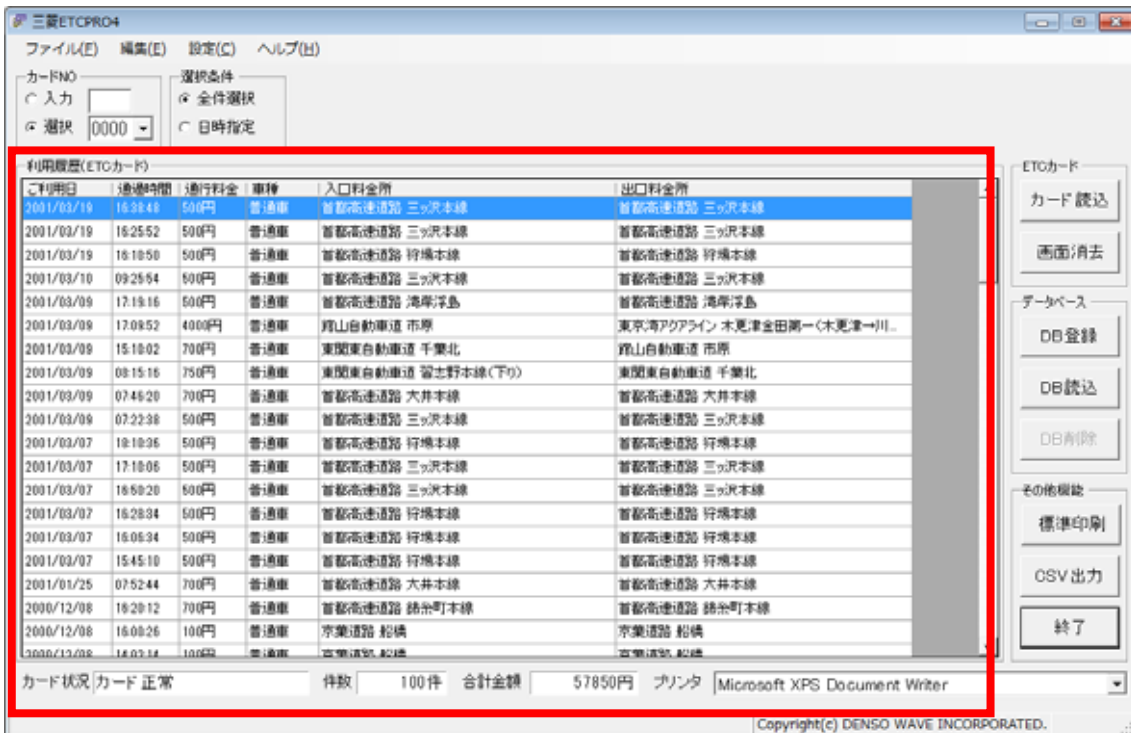 三菱ETCPRO4
ファイル(F) 編集(E) 設定(C) ヘルプ(H)
カードNO 選択条件
入力 全件選択
選択 0000 日時指定
利用履歴(ETCカード) ETCカード
ご利用日 通過時間 通行料金 車種 入口料金所 出口料金所
2001/03/19 16:38:48 500円 普通車 首都高速道路 三ッ沢本線 首都高速道路 三ッ沢本線
カード読込
2001/03/19 16:25:52 500円 普通車 首都高速道路 三ッ沢本線 首都高速道路 三ッ沢本線
2001/03/19 16:10:50 500円 普通車 首都高速道路 狩場本線 首都高速道路 狩場本線
画面消去
2001/03/10 09:25:54 500円 普通車 首都高速道路 三ッ沢本線 首都高速道路 三ッ沢本線
2001/03/09 17:19:16 500円 普通車 首都高速道路 湾岸浮島 首都高速道路 湾岸浮島
データベース
2001/03/09 17:09:52 4000円 普通車 館山自動車道 市原 東京湾アクアライン 木更津金田第一(木更津→川...
DB登録
2001/03/09 15:10:02 700円 普通車 東関東自動車道 千葉北 館山自動車道 市原
2001/03/09 08:15:16 750円 普通車 東関東自動車道 習志野本線(下り) 東関東自動車道 千葉北
DB読込
2001/03/09 07:46:20 700円 普通車 首都高速道路 大井本線 首都高速道路 大井本線
2001/03/09 07:22:38 500円 普通車 首都高速道路 三ッ沢本線 首都高速道路 三ッ沢本線
2001/03/07 18:10:36 500円 普通車 首都高速道路 狩場本線 首都高速道路 狩場本線
DB削除
2001/03/07 17:18:06 500円 普通車 首都高速道路 三ッ沢本線 首都高速道路 三ッ沢本線
2001/03/07 16:50:20 500円 普通車 首都高速道路 三ッ沢本線 首都高速道路 三ッ沢本線
その他機能
2001/03/07 16:28:34 500円 普通車 首都高速道路 狩場本線 首都高速道路 狩場本線
標準印刷
2001/03/07 16:06:34 500円 普通車 首都高速道路 狩場本線 首都高速道路 狩場本線
2001/03/07 15:45:10 500円 普通車 首都高速道路 狩場本線 首都高速道路 狩場本線
CSV出力
2001/01/25 07:52:44 700円 普通車 首都高速道路 大井本線 首都高速道路 大井本線
2000/12/08 16:20:12 700円 普通車 首都高速道路 錦糸町本線 首都高速道路 錦糸町本線
終了
2000/12/08 16:00:26 100円 普通車 京葉道路 船橋 京葉道路 船橋
2000/12/08 14:02:14 100円 普通車 京葉道路 船橋 京葉道路 船橋
カード状況 カード正常 件数 100件 合計金額 57850円 プリンタ Microsoft XPS Document Writer
Copyright(c) DENSO WAVE INCORPORATED.